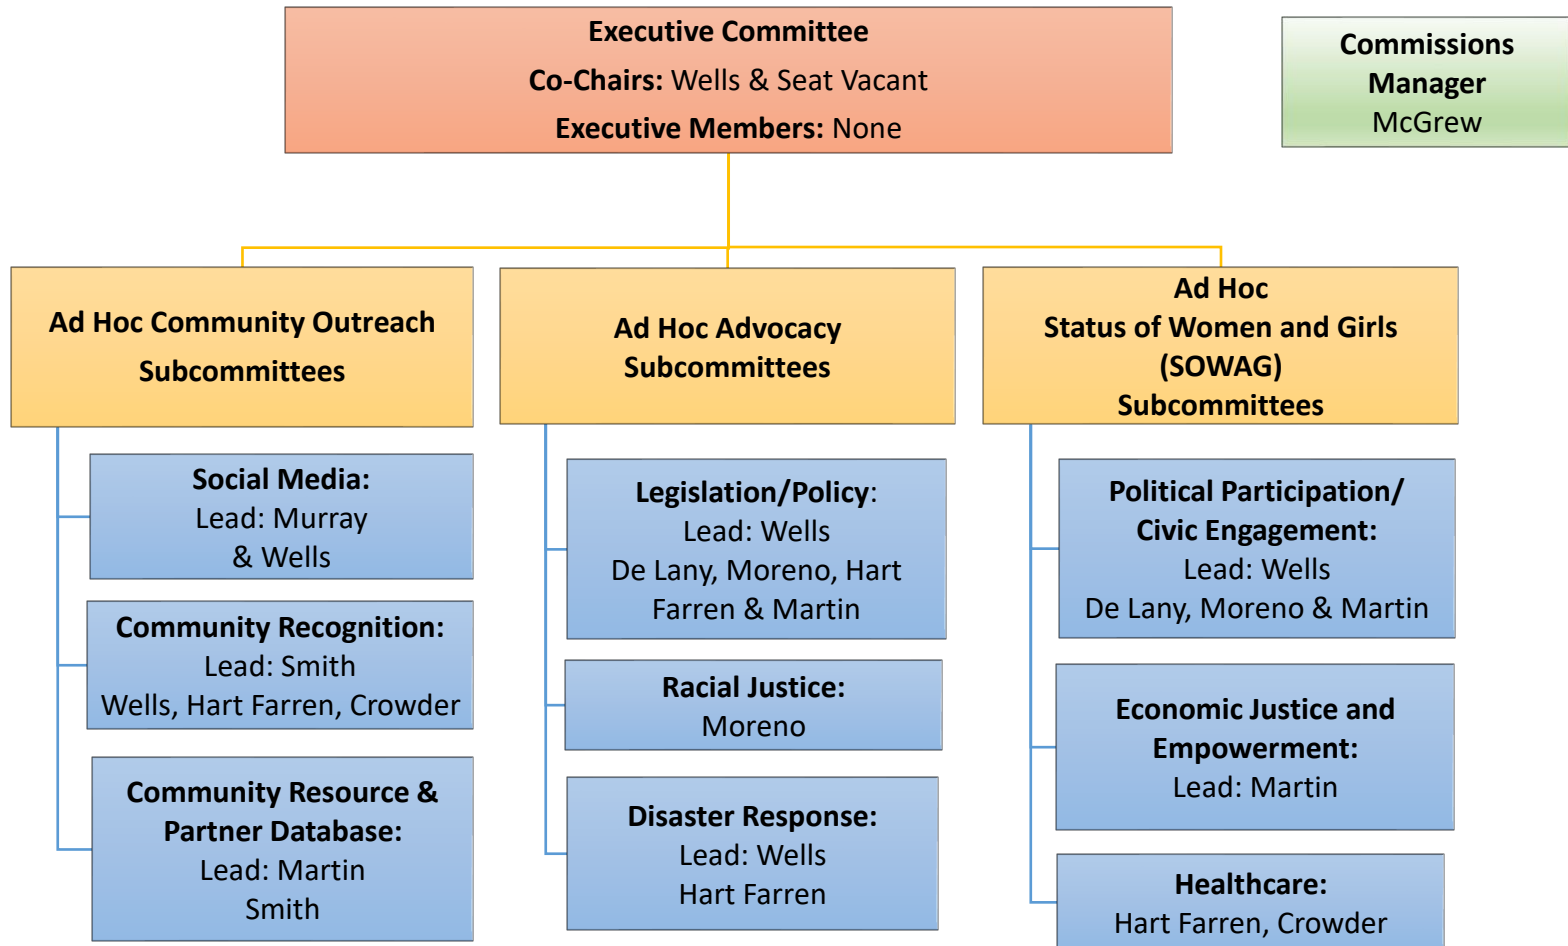 Executive Committee
Co-Chairs: Wells & Seat Vacant
Executive Members: None
Commissions
Manager
McGrew
Ad Hoc Community Outreach
Subcommittees
Social Media:
Lead: Murray
& Wells
Community Recognition:
Lead: Smith
Wells, Hart Farren, Crowder
Community Resource &
Partner Database:
Lead: Martin
Smith
Ad Hoc Advocacy
Subcommittees
Legislation/Policy:
Lead: Wells
De Lany, Moreno, Hart
Farren & Martin
Racial Justice:
Moreno
Disaster Response:
Lead: Wells
Hart Farren
Ad Hoc
Status of Women and Girls
(SOWAG)
Subcommittees
Political Participation/
Civic Engagement:
Lead: Wells
De Lany, Moreno & Martin
Economic Justice and
Empowerment:
Lead: Martin
Healthcare:
Hart Farren, Crowder